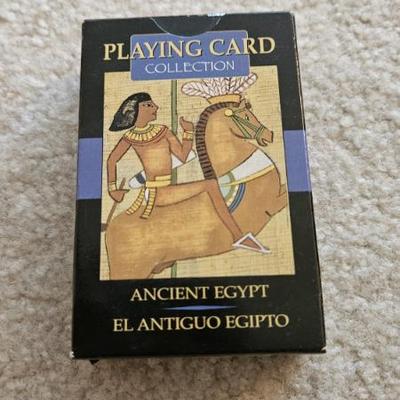 PLAYING CARD
COLLECTION
ANCIENT EGYPT
EL ANTIGUO EGIPTO